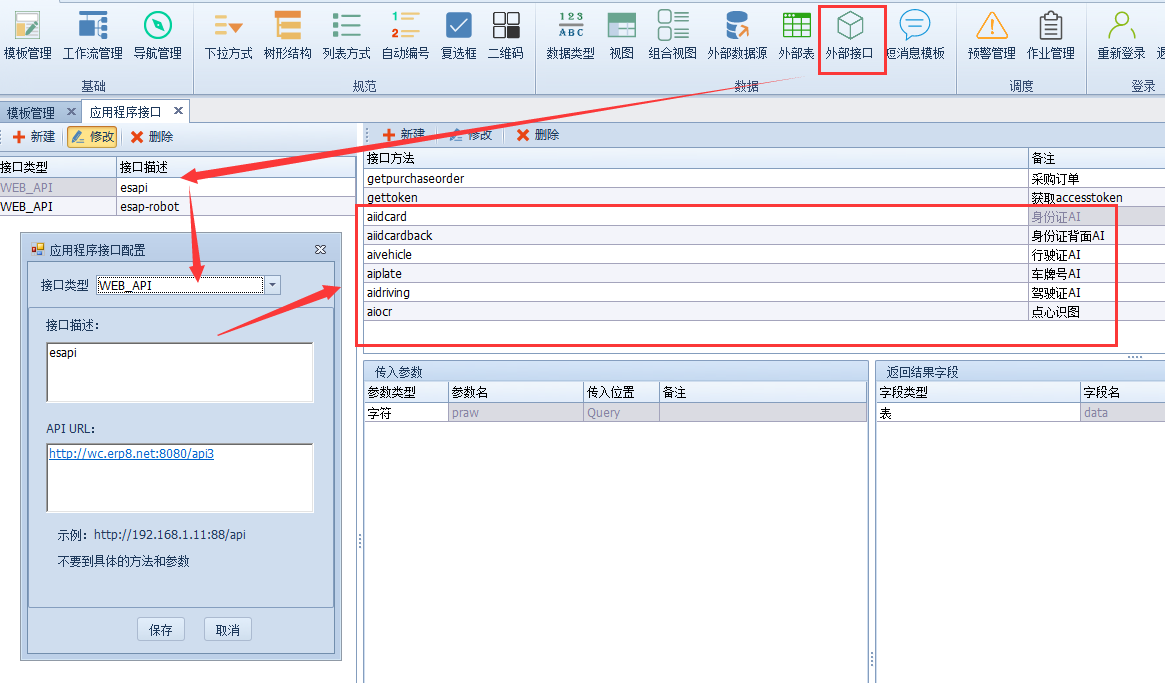 模板管理 工作流管理 导航管理 下拉方式 树形结构 列表方式 自动编号 复选框 二维码 数据类型 视图 组合视图 外部数据源 外部表 外部接口 短消息模板 预警管理 作业管理 重新登录
基础 规范 数据 调度 登录
模板管理 应用程序接口
新建 修改 删除
接口类型 接口描述
WEB_API esapi
WEB_API esap-robot
新建 修改 删除
接口方法 备注
getpurchaseorder 采购订单
gettoken 获取accesstoken
aiidcard 身份证AI
aiidcardback 身份证背面AI
aivehicle 行驶证AI
aiplate 车牌号AI
aidriving 驾驶证AI
aiocr 点心识图
应用程序接口配置
接口类型 WEB_API
接口描述:
esapi
API URL:
http://wc.erp8.net:8080/api3
示例: http://192.168.1.11:88/api
不要到具体的方法和参数
保存 取消
传入参数
参数类型 参数名 传入位置 备注
字符 praw Query
返回结果字段
字段类型 字段名
表 data